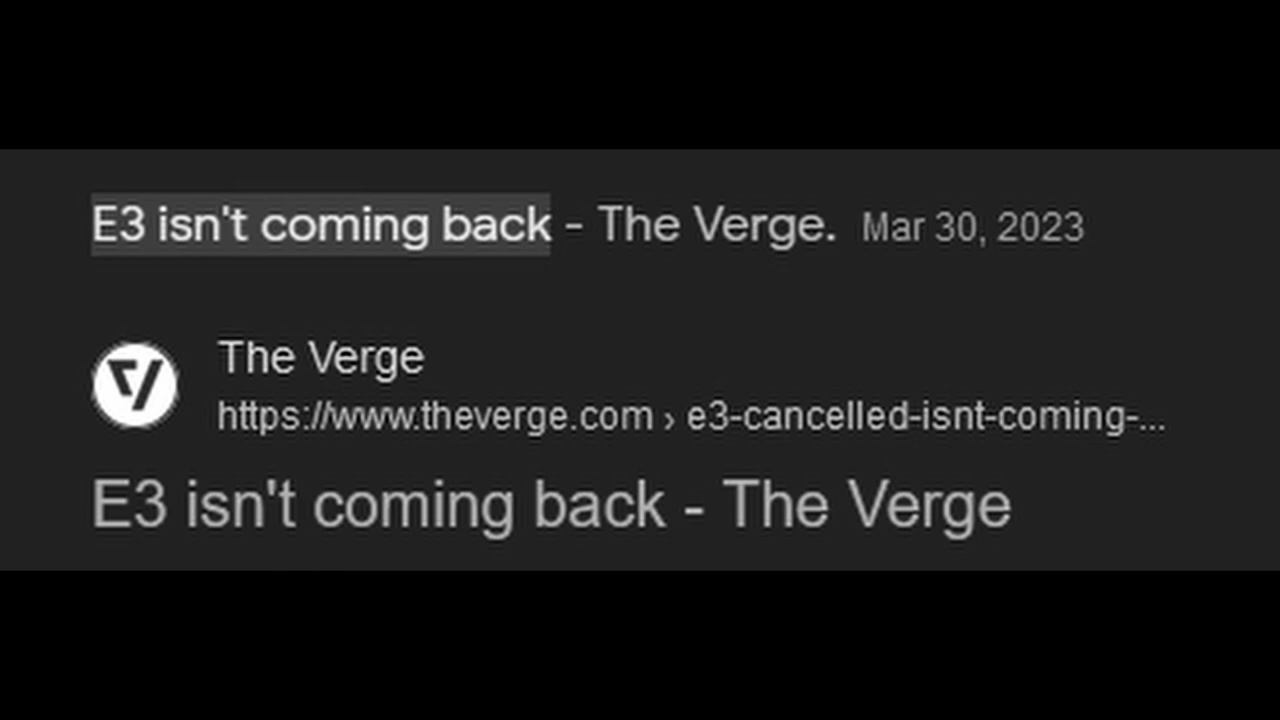 E3 isn't coming back - The Verge. Mar 30, 2023
The Verge
https://www.theverge.com › e3-cancelled-isnt-coming-...
E3 isn't coming back - The Verge